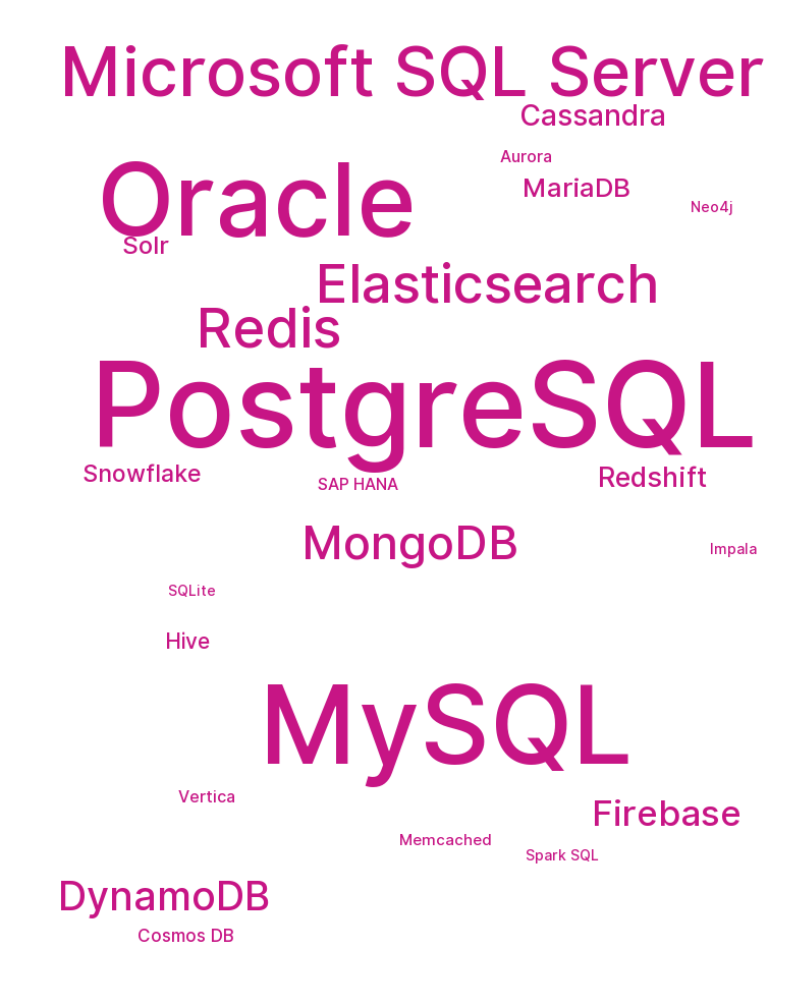 Microsoft SQL Server
Cassandra
Aurora
MariaDB
Oracle
Neo4j
Solr
Elasticsearch
Redis
PostgreSQL
Snowflake
SAP HANA
Redshift
MongoDB
Impala
SQLite
Hive
MySQL
Vertica
Firebase
Memcached
Spark SQL
DynamoDB
Cosmos DB